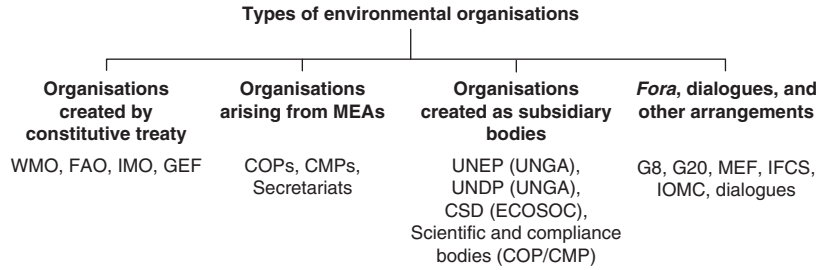 Types of environmental organisations
Organisations
created by
constitutive treaty
WMO, FAO, IMO, GEF
Organisations
arising from MEAs
COPs, CMPs,
Secretariats
Organisations
created as subsidiary
bodies
UNEP (UNGA),
UNDP (UNGA),
CSD (ECOSOC),
Scientific and compliance
bodies (COP/CMP)
Fora, dialogues, and
other arrangements
G8, G20, MEF, IFCS,
IOMC, dialogues